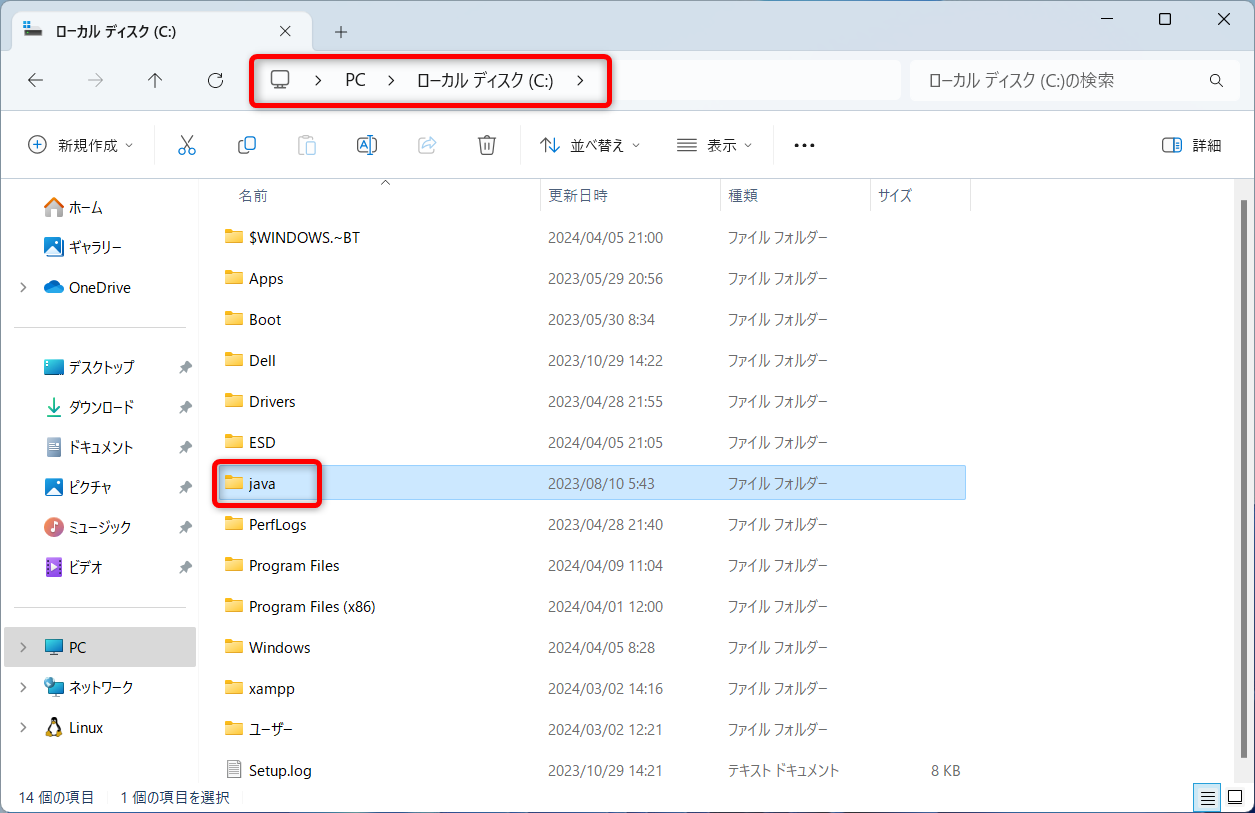 ローカル ディスク (C:)
PC ローカル ディスク (C:) ローカル ディスク (C:)の検索
新規作成 並べ替え 表示 詳細
名前 更新日時 種類 サイズ
ホーム
ギャラリー
OneDrive
デスクトップ
ダウンロード
ドキュメント
ピクチャ
ミュージック
ビデオ
PC
ネットワーク
Linux
$WINDOWS.~BT 2024/04/05 21:00 ファイル フォルダー
Apps 2023/05/29 20:56 ファイル フォルダー
Boot 2023/05/30 8:34 ファイル フォルダー
Dell 2023/10/29 14:22 ファイル フォルダー
Drivers 2023/04/28 21:55 ファイル フォルダー
ESD 2024/04/05 21:05 ファイル フォルダー
java 2023/08/10 5:43 ファイル フォルダー
PerfLogs 2023/04/28 21:40 ファイル フォルダー
Program Files 2024/04/09 11:04 ファイル フォルダー
Program Files (x86) 2024/04/01 12:00 ファイル フォルダー
Windows 2024/04/05 8:28 ファイル フォルダー
xampp 2024/03/02 14:16 ファイル フォルダー
ユーザー 2024/03/02 12:21 ファイル フォルダー
Setup.log 2023/10/29 14:21 テキスト ドキュメント 8 KB
14 個の項目 1 個の項目を選択